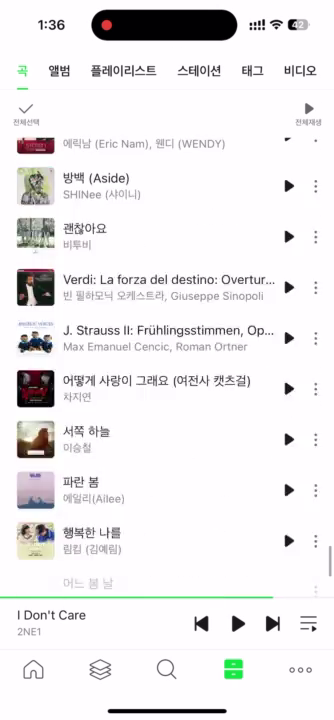 1:36
42
곡 앨범 플레이리스트 스테이션 태그 비디오
전체선택 전체재생
에릭남 (Eric Nam), 웬디 (WENDY)
방백 (Aside)
SHINee (샤이니)
괜찮아요
비투비
Verdi: La forza del destino: Overtur...
빈 필하모닉 오케스트라, Giuseppe Sinopoli
J. Strauss II: Frühlingsstimmen, Op...
Max Emanuel Cencic, Roman Ortner
어떻게 사랑이 그래요 (여전사 캣츠걸)
차지연
서쪽 하늘
이승철
파란 봄
에일리(Ailee)
행복한 나를
림킴 (김예림)
어느 봄 날
I Don't Care
2NE1